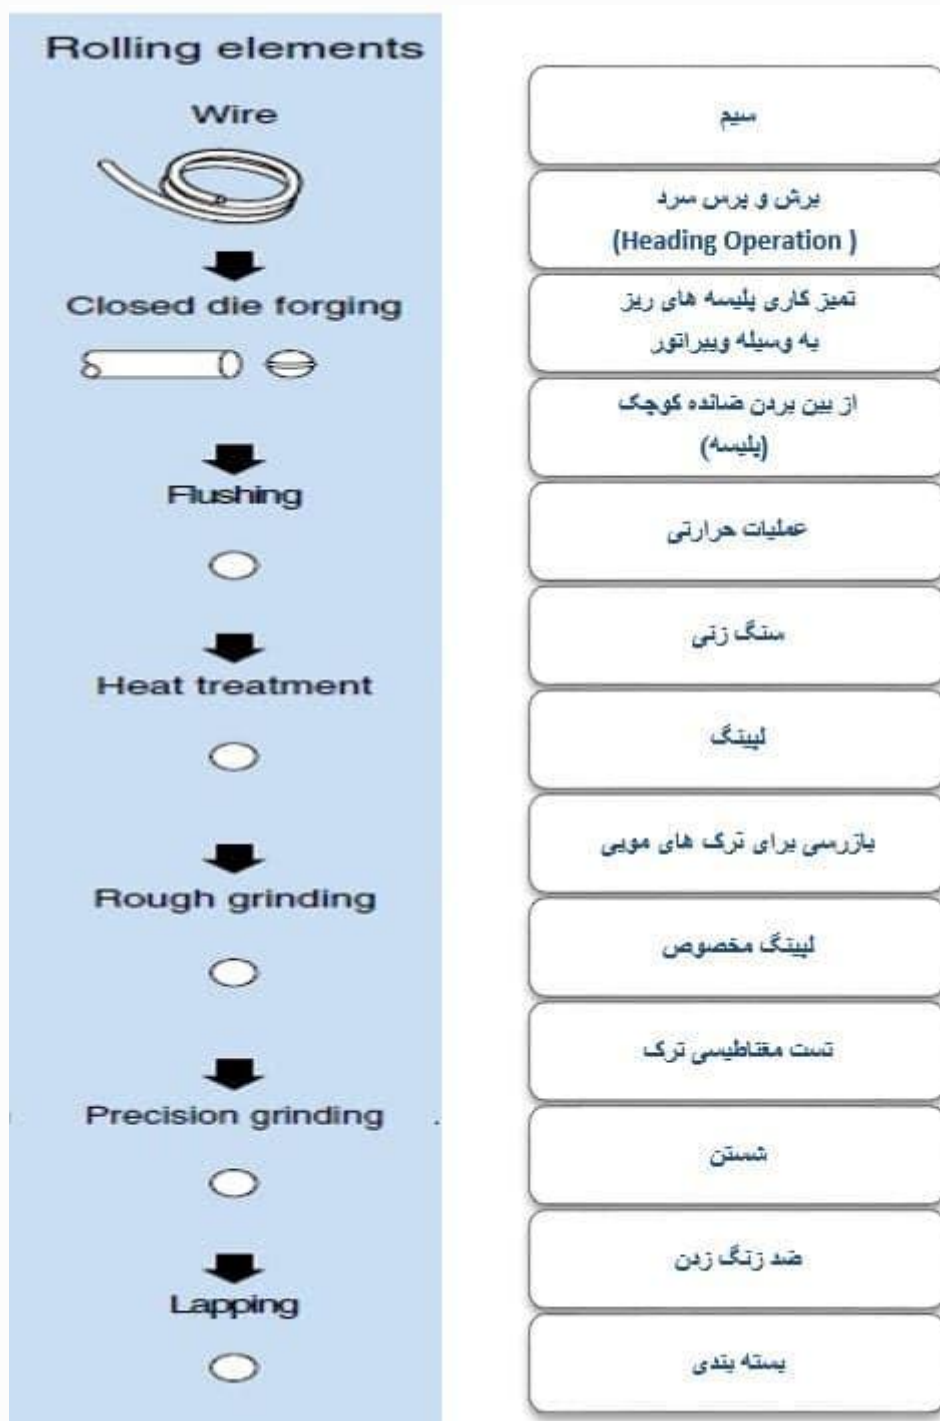 Rolling elements
Wire
Closed die forging
Flushing
Heat treatment
Rough grinding
Precision grinding
Lapping
سیم
برش و پرس سرد
(Heading Operation )
تمیز کاری پلیسه های ریز
به وسیله ویبراتور
از بین بردن ضانده کوچک
(پلیسه)
عملیات حرارتی
سنگ زنی
لپینگ
بازرسی برای ترک های مویی
لپینگ مخصوص
تست مغناطیسی ترک
شستن
ضد زنگ زدن
بسته بندی